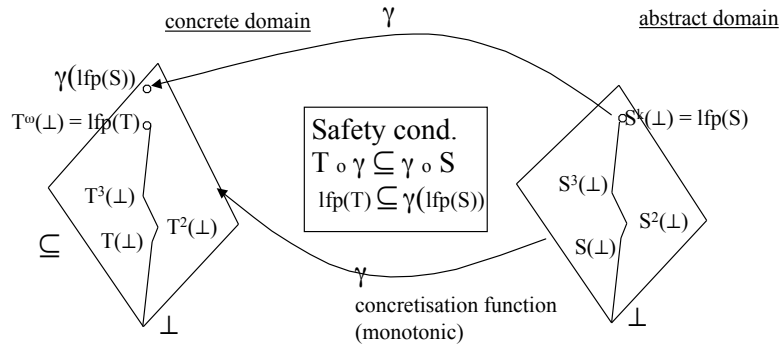 γ
concrete domain
abstract domain
γ(lfp(S))
Tω(⊥) = lfp(T)
Sᵏ(⊥) = lfp(S)
Safety cond.
T o γ ⊆ γ o S
lfp(T) ⊆ γ(lfp(S))
T³(⊥)
T²(⊥)
T(⊥)
⊆
S³(⊥)
S²(⊥)
S(⊥)
γ
concretisation function
(monotonic)
⊥
⊥